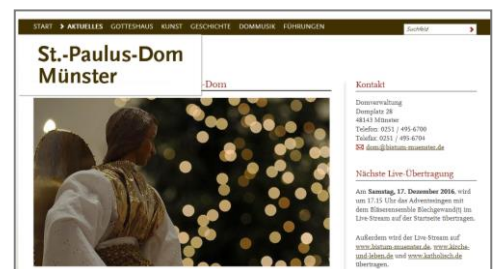 START > AKTUELLES GOTTESHAUS KUNST GESCHICHTE DOMMUSIK FÜHRUNGEN
Suchfeld
St.-Paulus-Dom
Münster
-Dom
Kontakt
Domverwaltung
Domplatz 28
48143 Münster
Telefon: 0251 / 495-6700
Telefax: 0251 / 495-6704
dom@bistum-muenster.de
Nächste Live-Übertragung
Am Samstag, 17. Dezember 2016, wird
um 17.15 Uhr das Adventssingen mit
dem Bläserensemble Blechgewand(t) im
Live-Stream auf der Startseite übertragen.
Außerdem wird der Live-Stream auf
www.bistum-muenster.de, www.kirche-
und-leben.de und www.katholisch.de
übertragen.